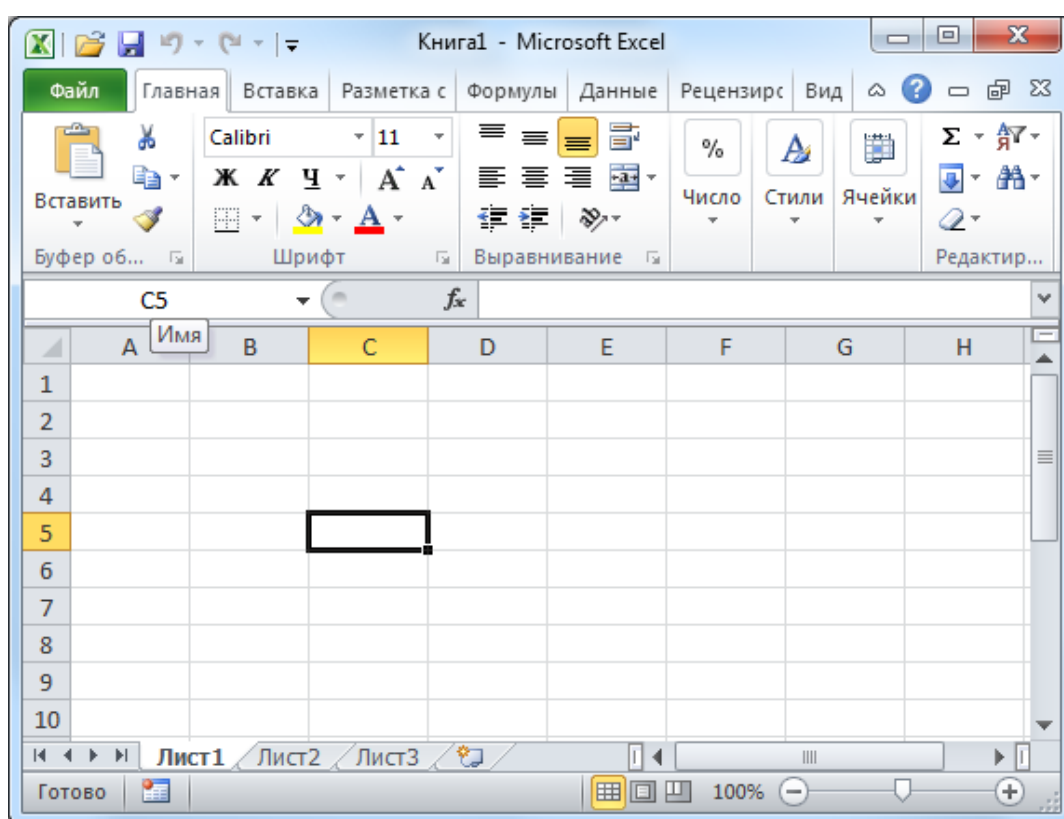 Книга1 - Microsoft Excel
Файл Главная Вставка Разметка с Формулы Данные Рецензирс Вид
Calibri 11 % Σ
Ж К Ч А А
Вставить Число Стили Ячейки
А
Буфер об... Шрифт Выравнивание Редактир...
C5 fx
Имя
A B C D E F G H
1
2
3
4
5
6
7
8
9
10
Лист1 Лист2 Лист3
Готово 100%